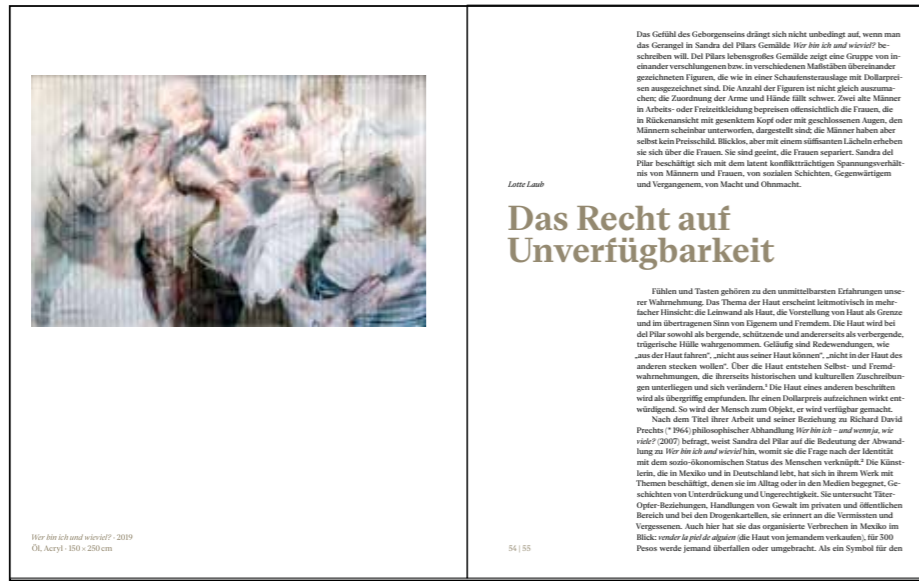 Wer bin ich und wieviel? · 2019
Öl, Acryl · 150 × 250 cm
Das Gefühl des Geborgenseins drängt sich nicht unbedingt auf, wenn man
das Gerangel in Sandra del Pilars Gemälde Wer bin ich und wieviel? be-
schreiben will. Del Pilars lebensgroßes Gemälde zeigt eine Gruppe von in-
einander verschlungenen bzw. in verschiedenen Maßstäben übereinander
gezeichneten Figuren, die wie in einer Schaufensterauslage mit Dollarprei-
sen ausgezeichnet sind. Die Anzahl der Figuren ist nicht gleich auszuma-
chen; die Zuordnung der Arme und Hände fällt schwer. Zwei alte Männer
in Arbeits- oder Freizeitkleidung bepreisen offensichtlich die Frauen, die
in Rückenansicht mit gesenktem Kopf oder mit geschlossenen Augen, den
Männern scheinbar unterworfen, dargestellt sind; die Männer haben aber
selbst kein Preisschild. Blicklos, aber mit einem süffisanten Lächeln erheben
sie sich über die Frauen. Sie sind geeint, die Frauen separiert. Sandra del
Pilar beschäftigt sich mit dem latent konfliktträchtigen Spannungsverhält-
nis von Männern und Frauen, von sozialen Schichten, Gegenwärtigem
und Vergangenem, von Macht und Ohnmacht.
Lotte Laub
Das Recht auf
Unverfügbarkeit
Fühlen und Tasten gehören zu den unmittelbarsten Erfahrungen unse-
rer Wahrnehmung. Das Thema der Haut erscheint leitmotivisch in mehr-
facher Hinsicht: die Leinwand als Haut, die Vorstellung von Haut als Grenze
und im übertragenen Sinn von Eigenem und Fremdem. Die Haut wird bei
del Pilar sowohl als bergende, schützende und andererseits als verbergende,
trügerische Hülle wahrgenommen. Geläufig sind Redewendungen, wie
„aus der Haut fahren“, „nicht aus seiner Haut können“, „nicht in der Haut des
anderen stecken wollen“. Über die Haut entstehen Selbst- und Fremd-
wahrnehmungen, die ihrerseits historischen und kulturellen Zuschreibun-
gen unterliegen und sich verändern.¹ Die Haut eines anderen beschriften
wird als übergriffig empfunden. Ihr einen Dollarpreis aufzeichnen wirkt ent-
würdigend. So wird der Mensch zum Objekt, er wird verfügbar gemacht.
Nach dem Titel ihrer Arbeit und seiner Beziehung zu Richard David
Prechts (* 1964) philosophischer Abhandlung Wer bin ich – und wenn ja, wie
viele? (2007) befragt, weist Sandra del Pilar auf die Bedeutung der Abwand-
lung zu Wer bin ich und wieviel hin, womit sie die Frage nach der Identität
mit dem sozio-ökonomischen Status des Menschen verknüpft.² Die Künst-
lerin, die in Mexiko und in Deutschland lebt, hat sich in ihrem Werk mit
Themen beschäftigt, denen sie im Alltag oder in den Medien begegnet, Ge-
schichten von Unterdrückung und Ungerechtigkeit. Sie untersucht Täter-
Opfer-Beziehungen, Handlungen von Gewalt im privaten und öffentlichen
Bereich und bei den Drogenkartellen, sie erinnert an die Vermissten und
Vergessenen. Auch hier hat sie das organisierte Verbrechen in Mexiko im
Blick: vender la piel de alguien (die Haut von jemandem verkaufen), für 300
Pesos werde jemand überfallen oder umgebracht. Als ein Symbol für den
54 | 55